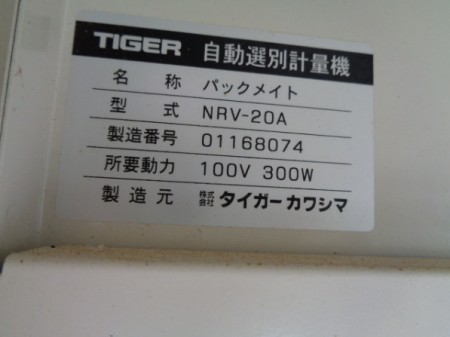 TIGER 自動選別計量機
名称 パックメイト
型式 NRV-20A
製造番号 01168074
所要動力 100V 300W
製造元 株式会社 タイガーカワシマ